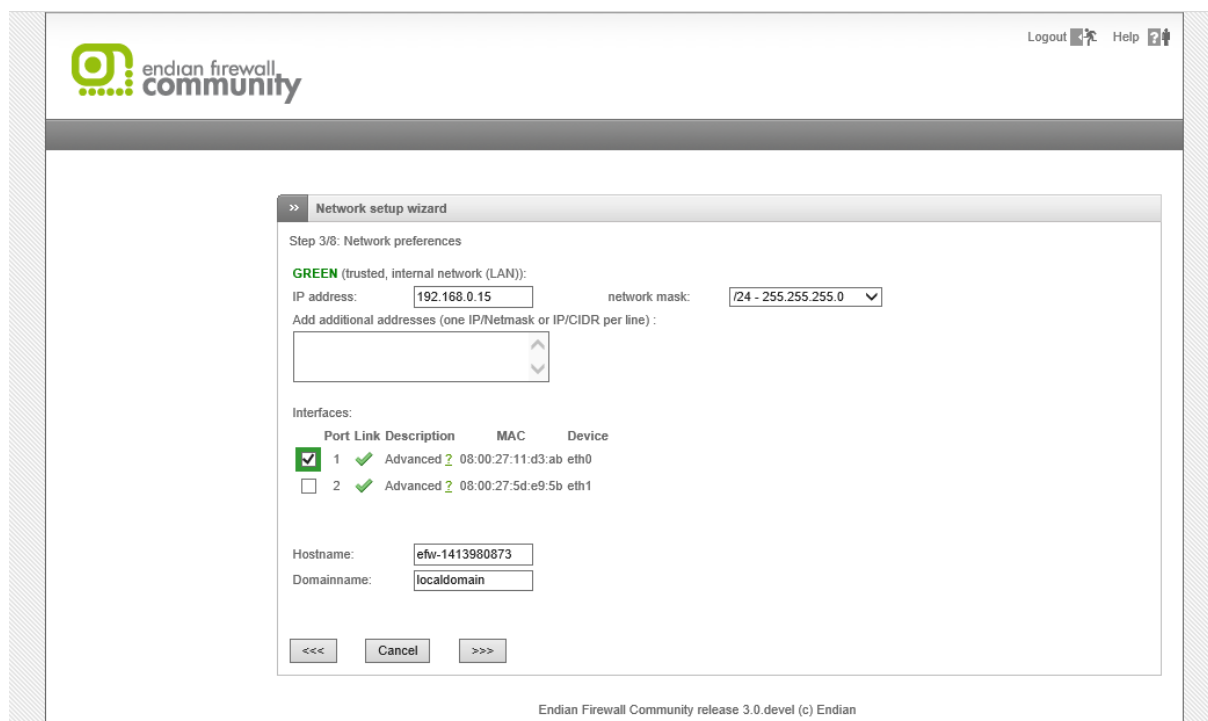 Logout Help
endian firewall
community
>> Network setup wizard
Step 3/8: Network preferences
GREEN (trusted, internal network (LAN)):
IP address: 192.168.0.15 network mask: /24 - 255.255.255.0
Add additional addresses (one IP/Netmask or IP/CIDR per line) :
Interfaces:
Port Link Description MAC Device
1 Advanced ? 08:00:27:11:d3:ab eth0
2 Advanced ? 08:00:27:5d:e9:5b eth1
Hostname: efw-1413980873
Domainname: localdomain
<<< Cancel >>>
Endian Firewall Community release 3.0.devel (c) Endian